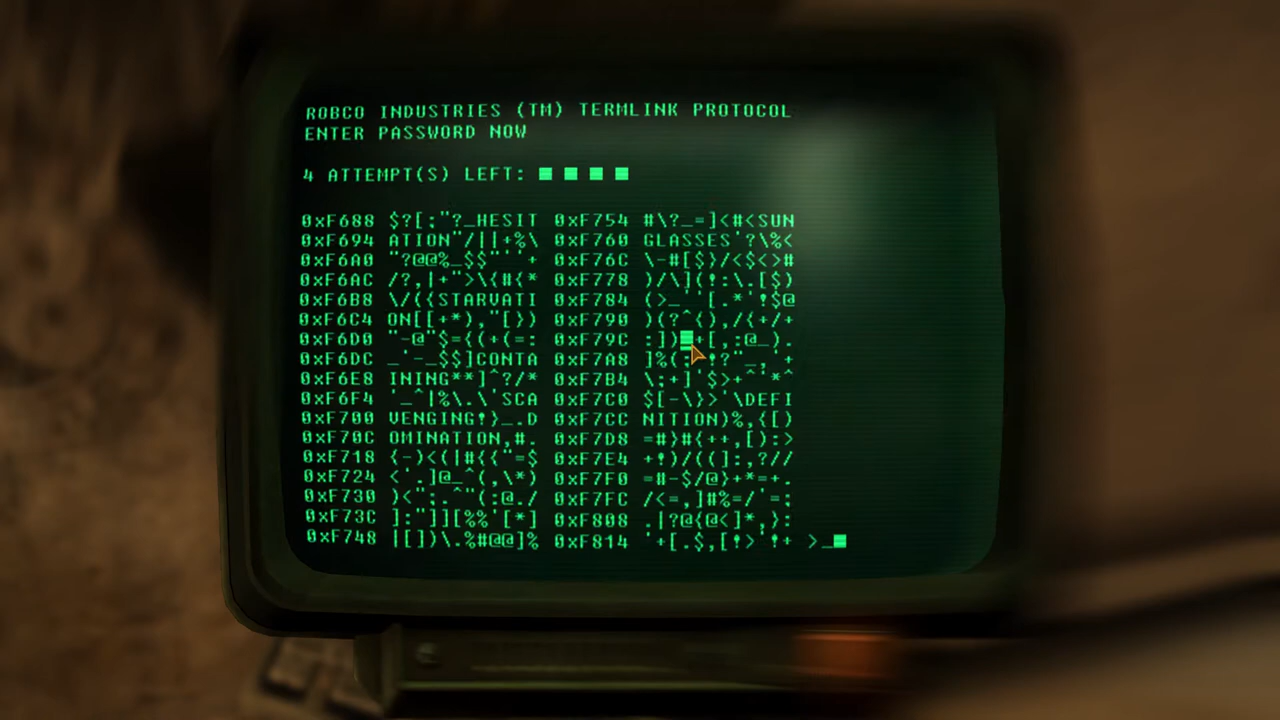 ROBCO INDUSTRIES (TM) TERMLINK PROTOCOL
ENTER PASSWORD NOW
4 ATTEMPT(S) LEFT: ■ ■ ■ ■
0xF688 $?[;"?_HESIT 0xF754 #\?_=]<#<SUN
0xF694 ATION"/||+%\ 0xF760 GLASSES'?\%<
0xF6A0 "?@@%_$$"''+ 0xF76C \-#[$}/<$<>#
0xF6AC /?,|+">\{#{* 0xF778 )/\](!:\.[$)
0xF6B8 \/({STARVATI 0xF784 (>_''[.*'!$@
0xF6C4 ON[[+*),"[}) 0xF790 )(?^{),/{+/+
0xF6D0 "-@"$={(+(=: 0xF79C :])■+[,:@_).
0xF6DC _'-_$$]CONTA 0xF7A8 ]%(;'!?"_,'+
0xF6E8 INING**]^?/* 0xF7B4 \;+]'$>+^'*^
0xF6F4 '_^|%\.\'SCA 0xF7C0 $[-\}>'\DEFI
0xF700 VENGING!}_.D 0xF7CC NITION)%,{[)
0xF70C OMINATION,#. 0xF7D8 =#}#{++,[):>
0xF718 {-)<(|#{{"=$ 0xF7E4 +!)/((]:,?//
0xF724 <'.]@_^(,\*) 0xF7F0 =#-$/@}+*=+.
0xF730 )<";.^"(:@./ 0xF7FC /<=,]#%=/'=;
0xF73C ]:"]][%%'[*] 0xF808 .|?@{@<]*,}:
0xF748 |[])\.%#@@]% 0xF814 '+[.$,[!>'!+ >_■